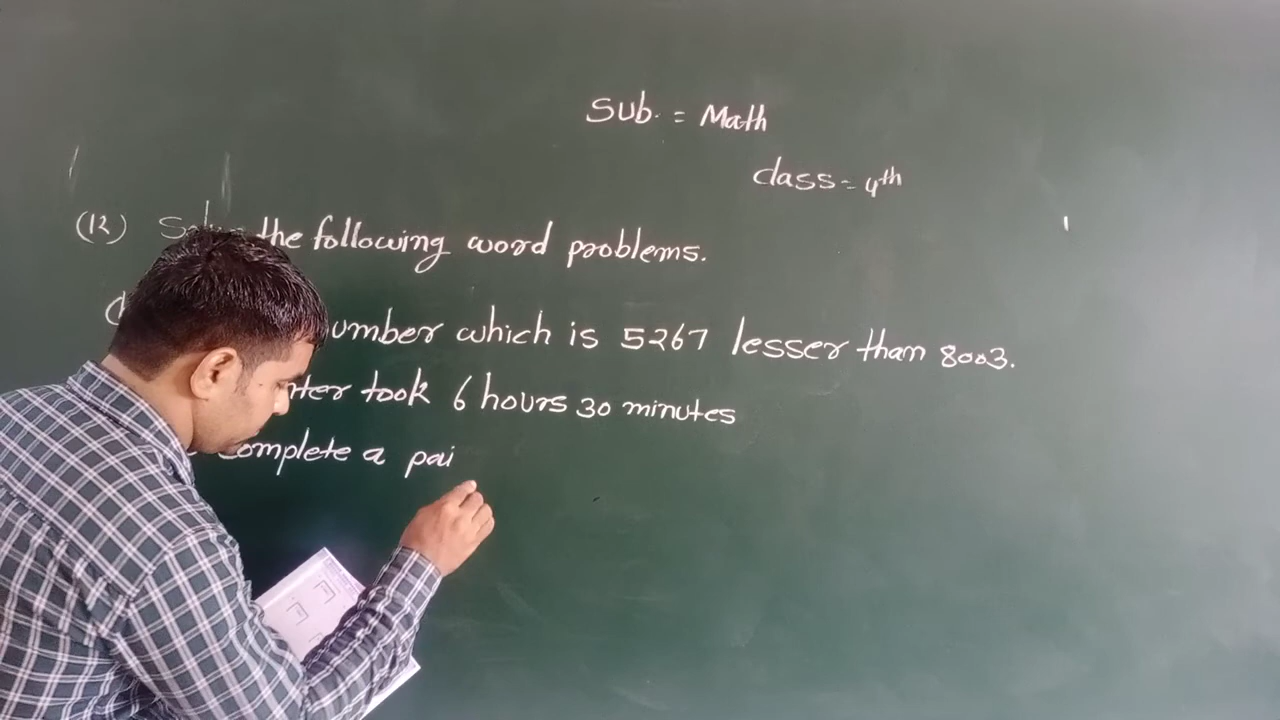 Sub. = Math
class = 4th
(12) the following word problems.
which is 5267 lesser than 8003.
took 6 hours 30 minutes
complete a pai